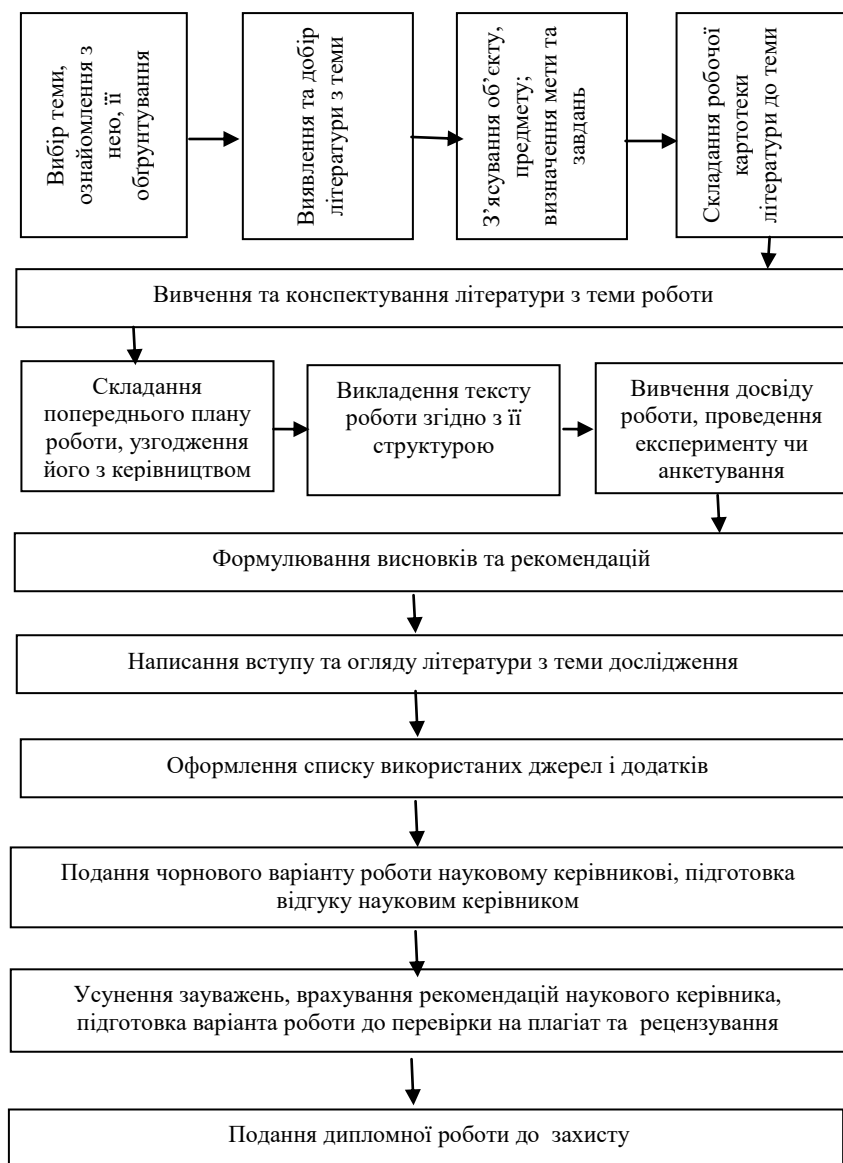 Вибір теми,
ознайомлення з
нею, її
обґрунтування
Виявлення та добір
літератури з теми
З’ясування об’єкту,
предмету;
визначення мети та
завдань
Складання робочої
картотеки
літератури до теми
Вивчення та конспектування літератури з теми роботи
Складання
попереднього плану
роботи, узгодження
його з керівництвом
Викладення тексту
роботи згідно з її
структурою
Вивчення досвіду
роботи, проведення
експерименту чи
анкетування
Формулювання висновків та рекомендацій
Написання вступу та огляду літератури з теми дослідження
Оформлення списку використаних джерел і додатків
Подання чорнового варіанту роботи науковому керівникові, підготовка
відгуку науковим керівником
Усунення зауважень, врахування рекомендацій наукового керівника,
підготовка варіанта роботи до перевірки на плагіат та рецензування
Подання дипломної роботи до захисту